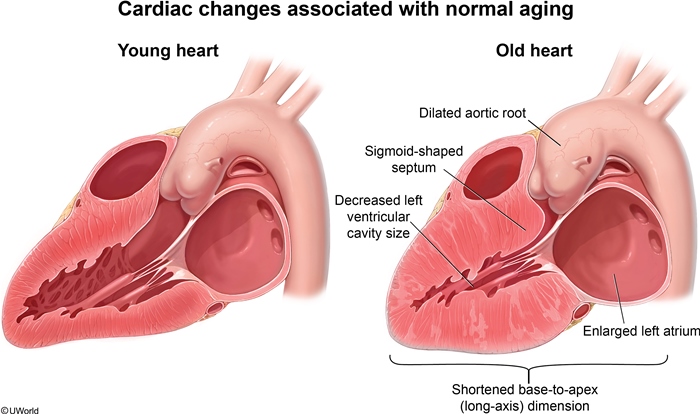 Cardiac changes associated with normal aging
Young heart
Old heart
Dilated aortic root
Sigmoid-shaped
septum
Decreased left
ventricular
cavity size
Enlarged left atrium
Shortened base-to-apex
(long-axis) dimension
©UWorld